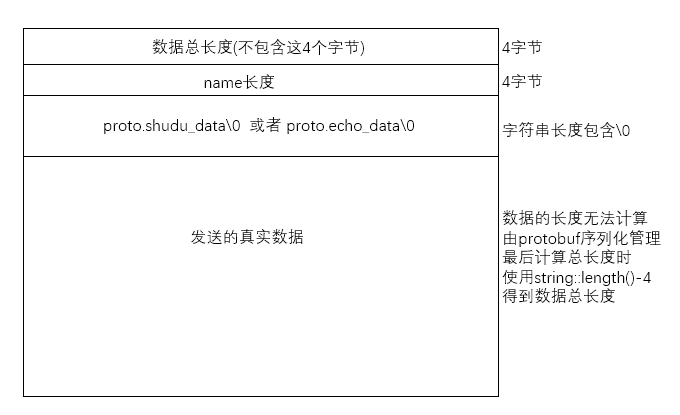 数据总长度(不包含这4个字节)
4字节
name长度
4字节
proto.shudu_data\0 或者 proto.echo_data\0
字符串长度包含\0
发送的真实数据
数据的长度无法计算
由protobuf序列化管理
最后计算总长度时
使用string::length()-4
得到数据总长度